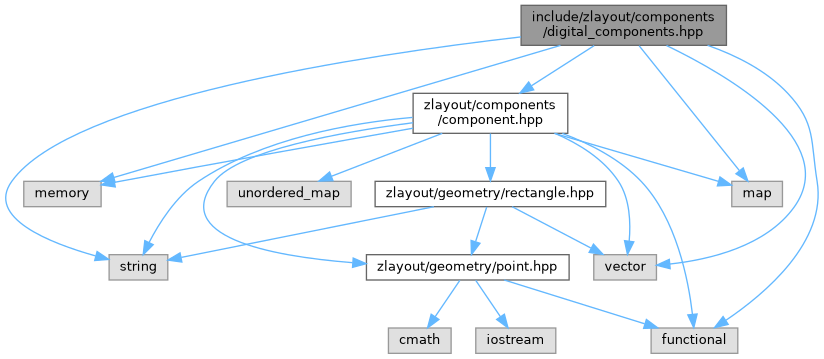 include/zlayout/components
/digital_components.hpp
zlayout/components
/component.hpp
memory
unordered_map
zlayout/geometry/rectangle.hpp
map
string
zlayout/geometry/point.hpp
vector
cmath
iostream
functional